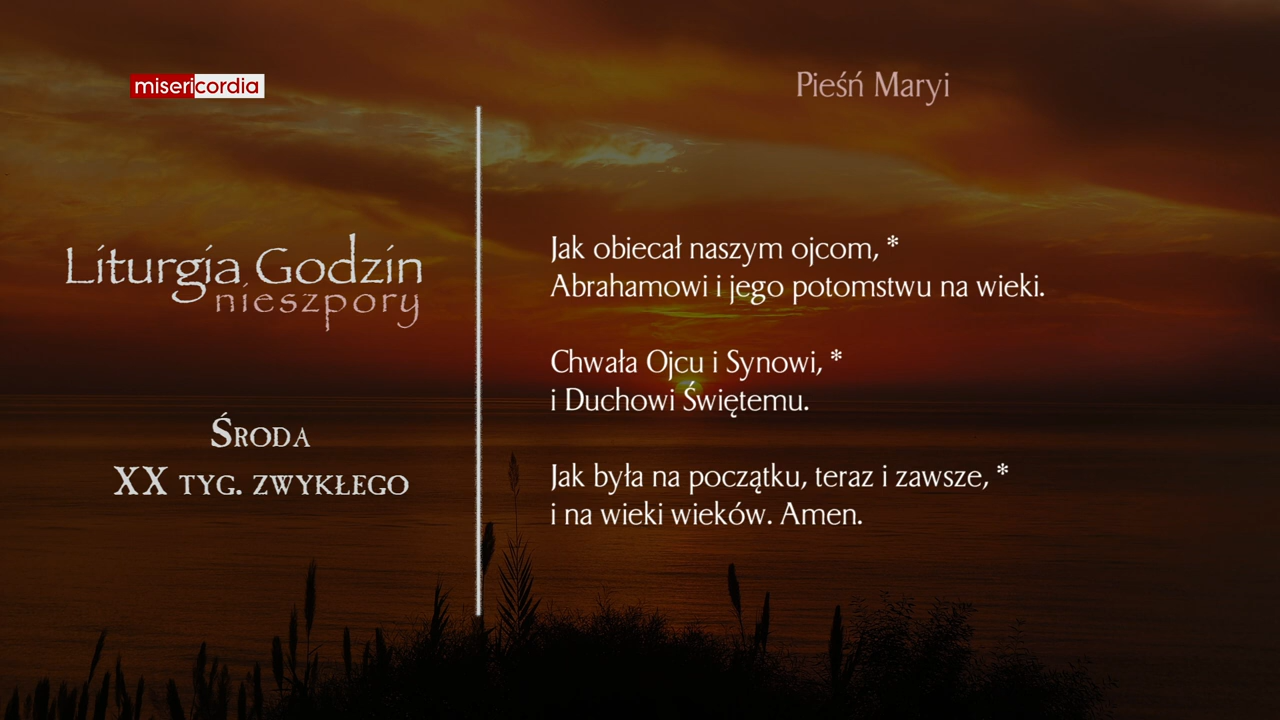 misericordia
Liturgia Godzin
nieszpory
Środa
XX tyg. zwykłego
Pieśń Maryi
Jak obiecał naszym ojcom, *
Abrahamowi i jego potomstwu na wieki.
Chwała Ojcu i Synowi, *
i Duchowi Świętemu.
Jak była na początku, teraz i zawsze, *
i na wieki wieków. Amen.